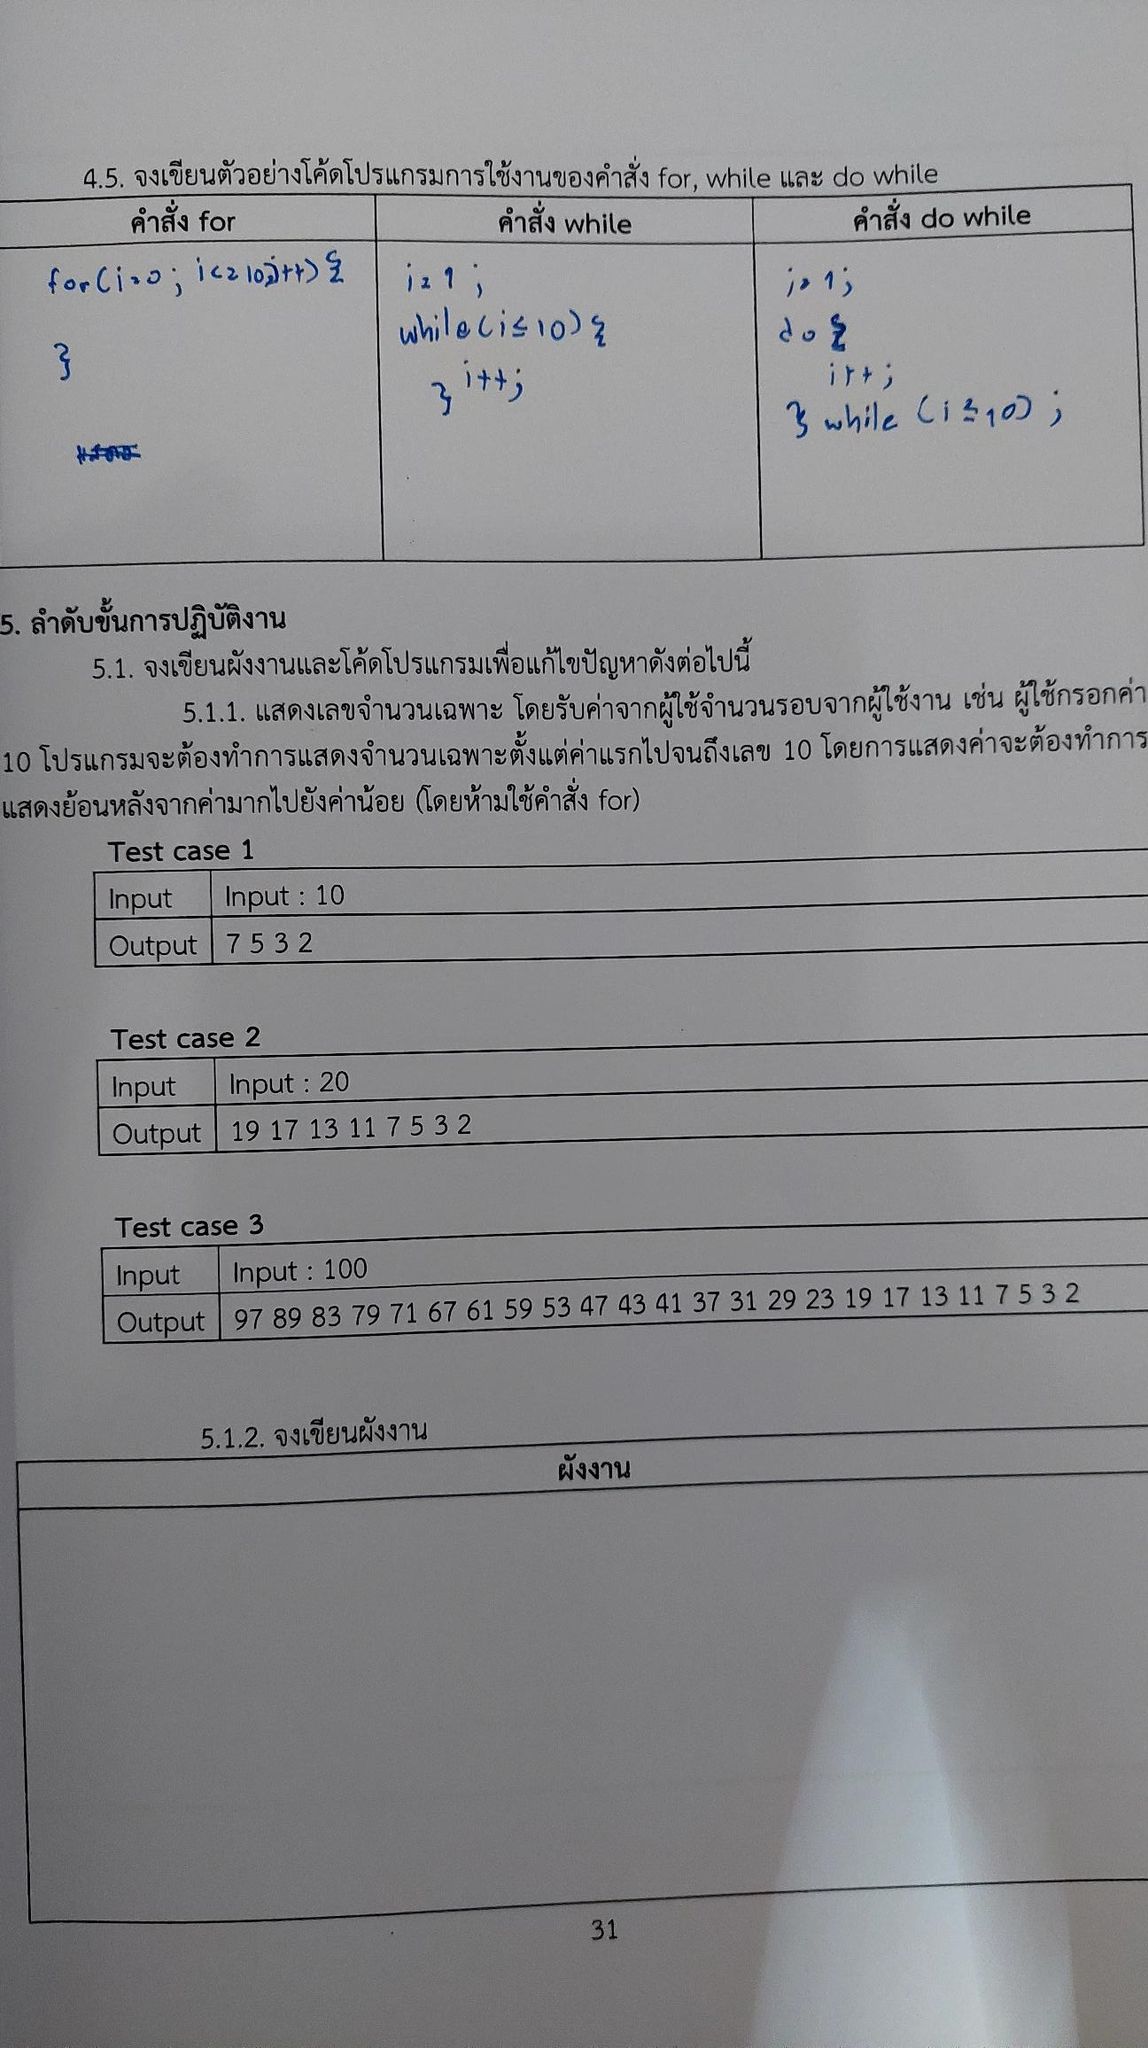 4.5. จงเขียนตัวอย่างโค้ดโปรแกรมการใช้งานของคำสั่ง for, while และ do while
คำสั่ง for
for(i=0; i<=10;i++){
}
คำสั่ง while
i=1;
while(i≤10){
i++;
}
คำสั่ง do while
i=1;
do{
i++;
} while (i≤10);
5. ลำดับขั้นการปฏิบัติงาน
5.1. จงเขียนผังงานและโค้ดโปรแกรมเพื่อแก้ไขปัญหาดังต่อไปนี้
5.1.1. แสดงเลขจำนวนเฉพาะ โดยรับค่าจากผู้ใช้จำนวนรอบจากผู้ใช้งาน เช่น ผู้ใช้กรอกค่า
10 โปรแกรมจะต้องทำการแสดงจำนวนเฉพาะตั้งแต่ค่าแรกไปจนถึงเลข 10 โดยการแสดงค่าจะต้องทำการ
แสดงย้อนหลังจากค่ามากไปยังค่าน้อย (โดยห้ามใช้คำสั่ง for)
Test case 1
Input Input : 10
Output 7 5 3 2
Test case 2
Input Input : 20
Output 19 17 13 11 7 5 3 2
Test case 3
Input Input : 100
Output 97 89 83 79 71 67 61 59 53 47 43 41 37 31 29 23 19 17 13 11 7 5 3 2
5.1.2. จงเขียนผังงาน
ผังงาน
31